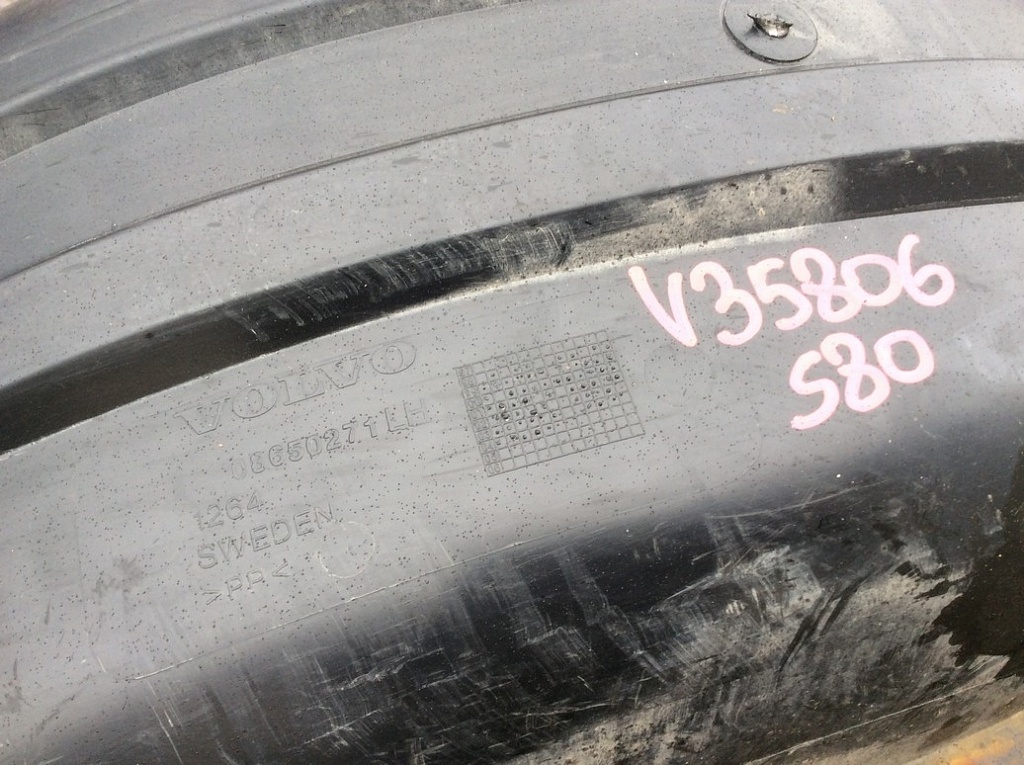 V35806
S80
VOLVO
08650271 LH
1264
SWEDEN
>PP<